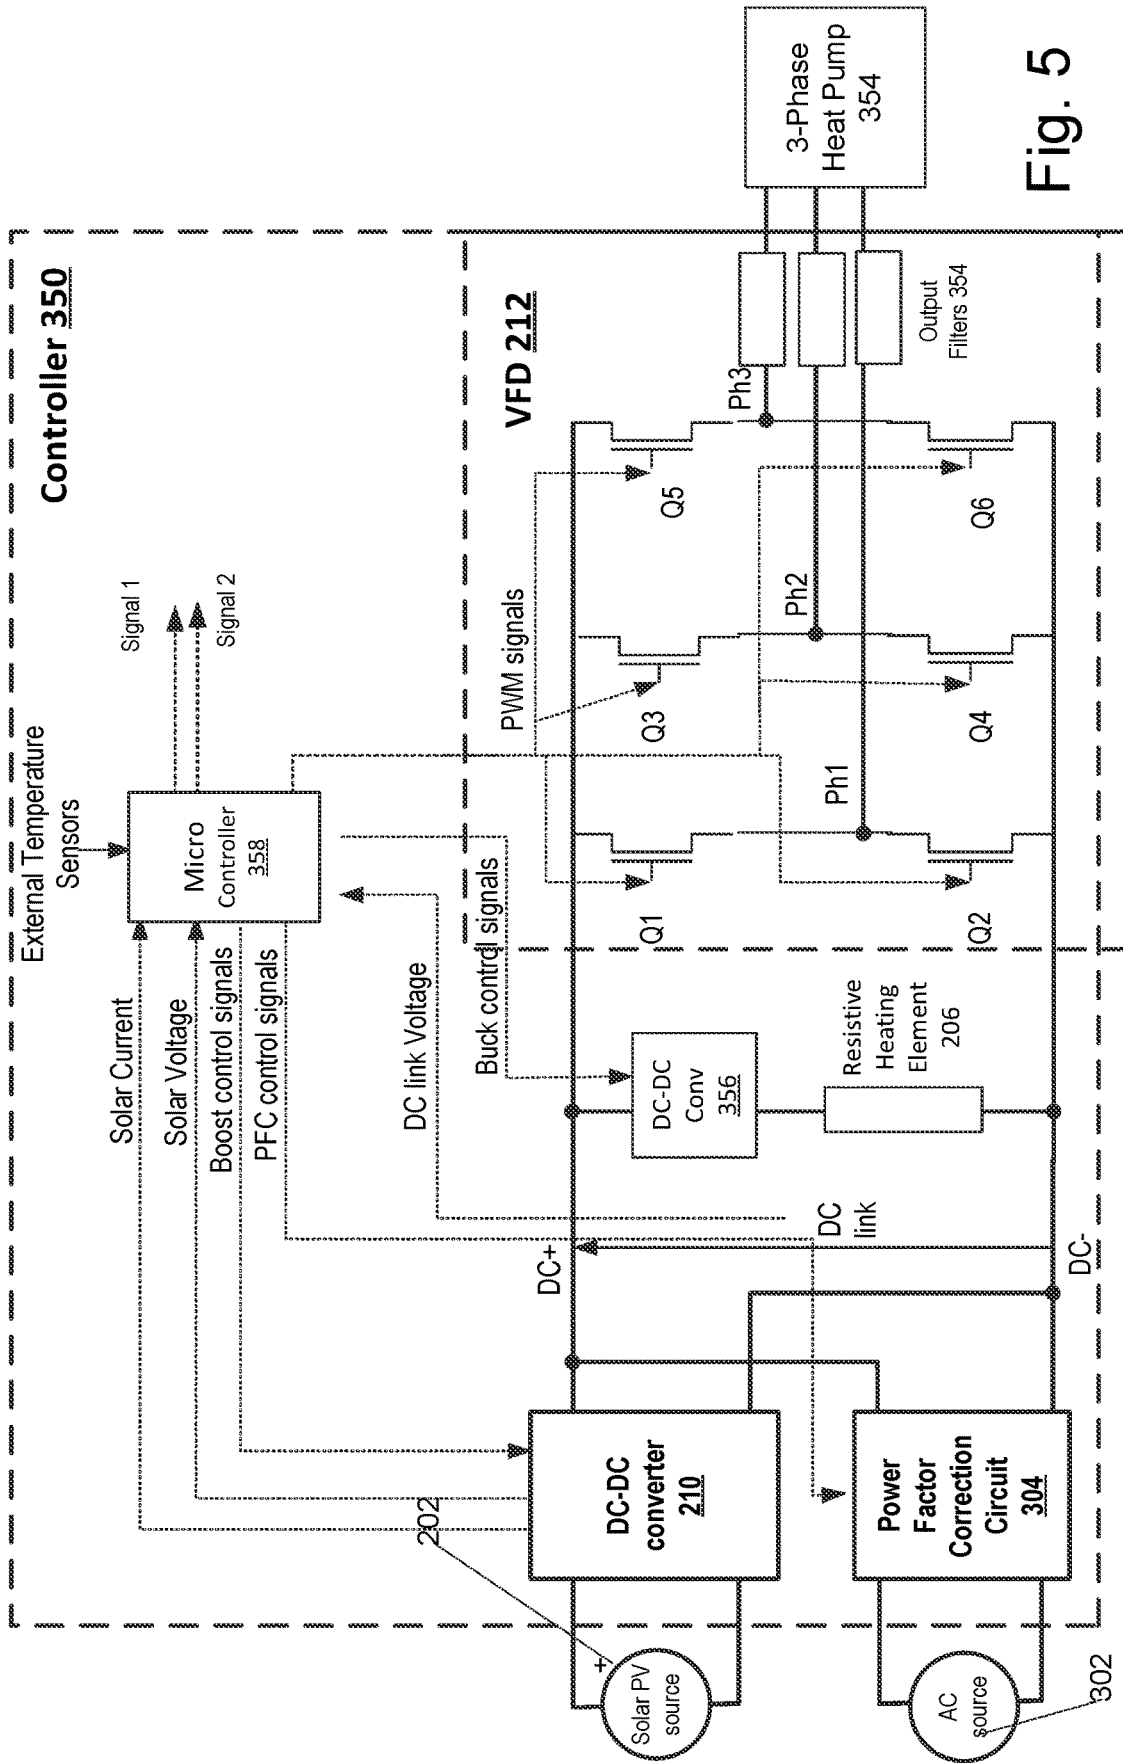 Controller 350
External Temperature
Sensors
Signal 1
Signal 2
Micro
Controller
358
Solar Current
Solar Voltage
Boost control signals
PFC control signals
DC link Voltage
Buck control signals
PWM signals
VFD 212
202
Solar PV
source
+
DC-DC
converter
210
AC
source
302
Power
Factor
Correction
Circuit
304
DC+
DC-
DC
link
DC-DC
Conv
356
Resistive
Heating
Element
206
Q1
Q2
Q3
Q4
Q5
Q6
Ph1
Ph2
Ph3
Output
Filters 354
3-Phase
Heat Pump
354
Fig. 5